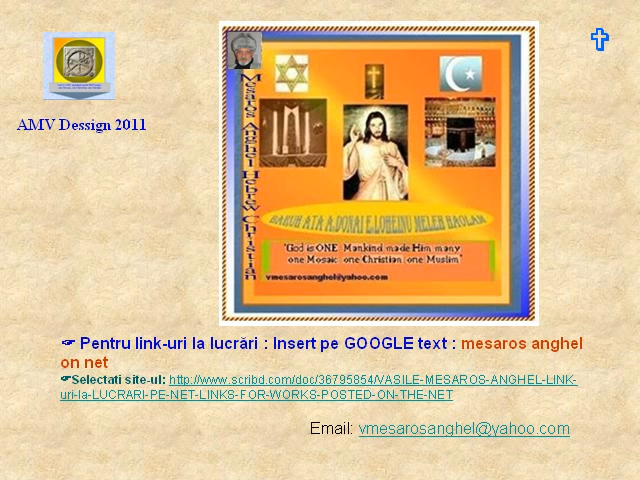 AMV Dessign 2011
Mesaros Anghel Hebrew Christian
BARUH ATA A.DONAI E.LOHEINU MELEH HAOLAM
"God is ONE Mankind made Him many
one Mosaic one Christian one Muslim"
vmesarosanghel@yahoo.com
☞ Pentru link-uri la lucrări : Insert pe GOOGLE text : mesaros anghel
on net
☞Selectati site-ul: http://www.scribd.com/doc/36795854/VASILE-MESAROS-ANGHEL-LINK-
uri-la-LUCRARI-PE-NET-LINKS-FOR-WORKS-POSTED-ON-THE-NET
Email: vmesarosanghel@yahoo.com